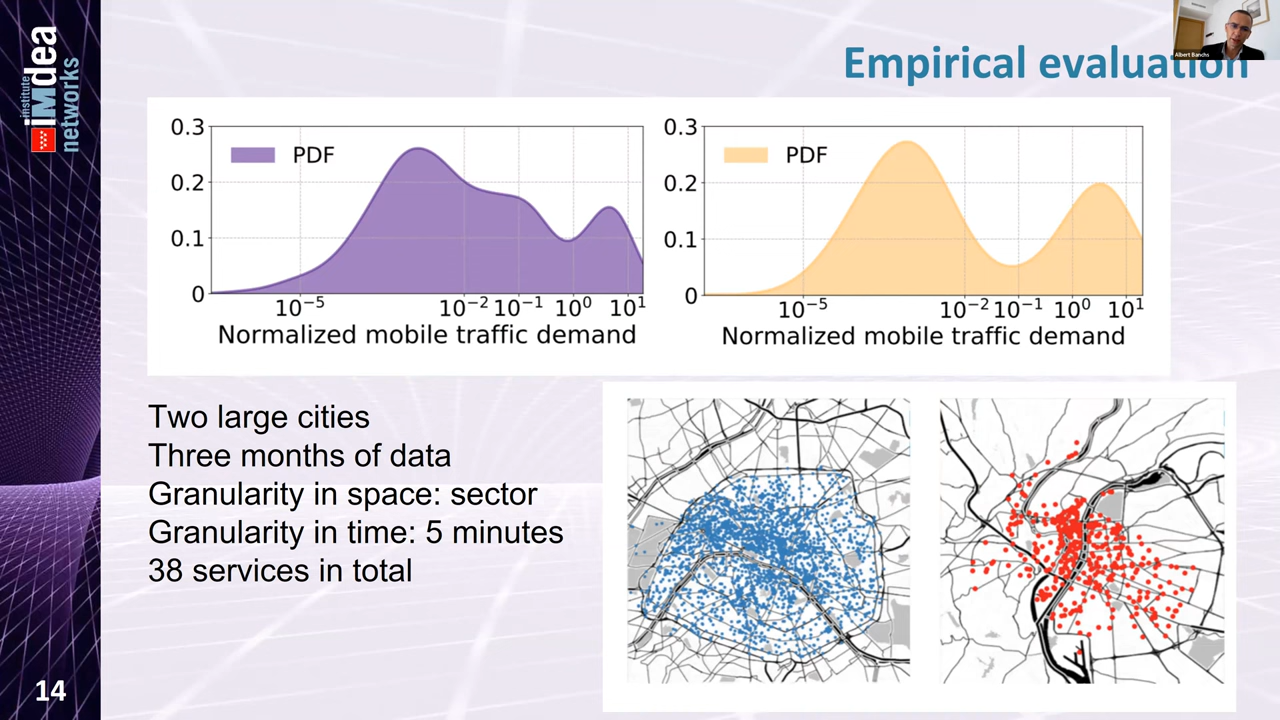 institute
iMdea
networks
Albert Banchs
Empirical evaluation
0.3
0.2
0.1
0
PDF
10⁻⁵
10⁻²
10⁻¹
10⁰
10¹
Normalized mobile traffic demand
0.3
0.2
0.1
0
PDF
10⁻⁵
10⁻²
10⁻¹
10⁰
10¹
Normalized mobile traffic demand
Two large cities
Three months of data
Granularity in space: sector
Granularity in time: 5 minutes
38 services in total
14